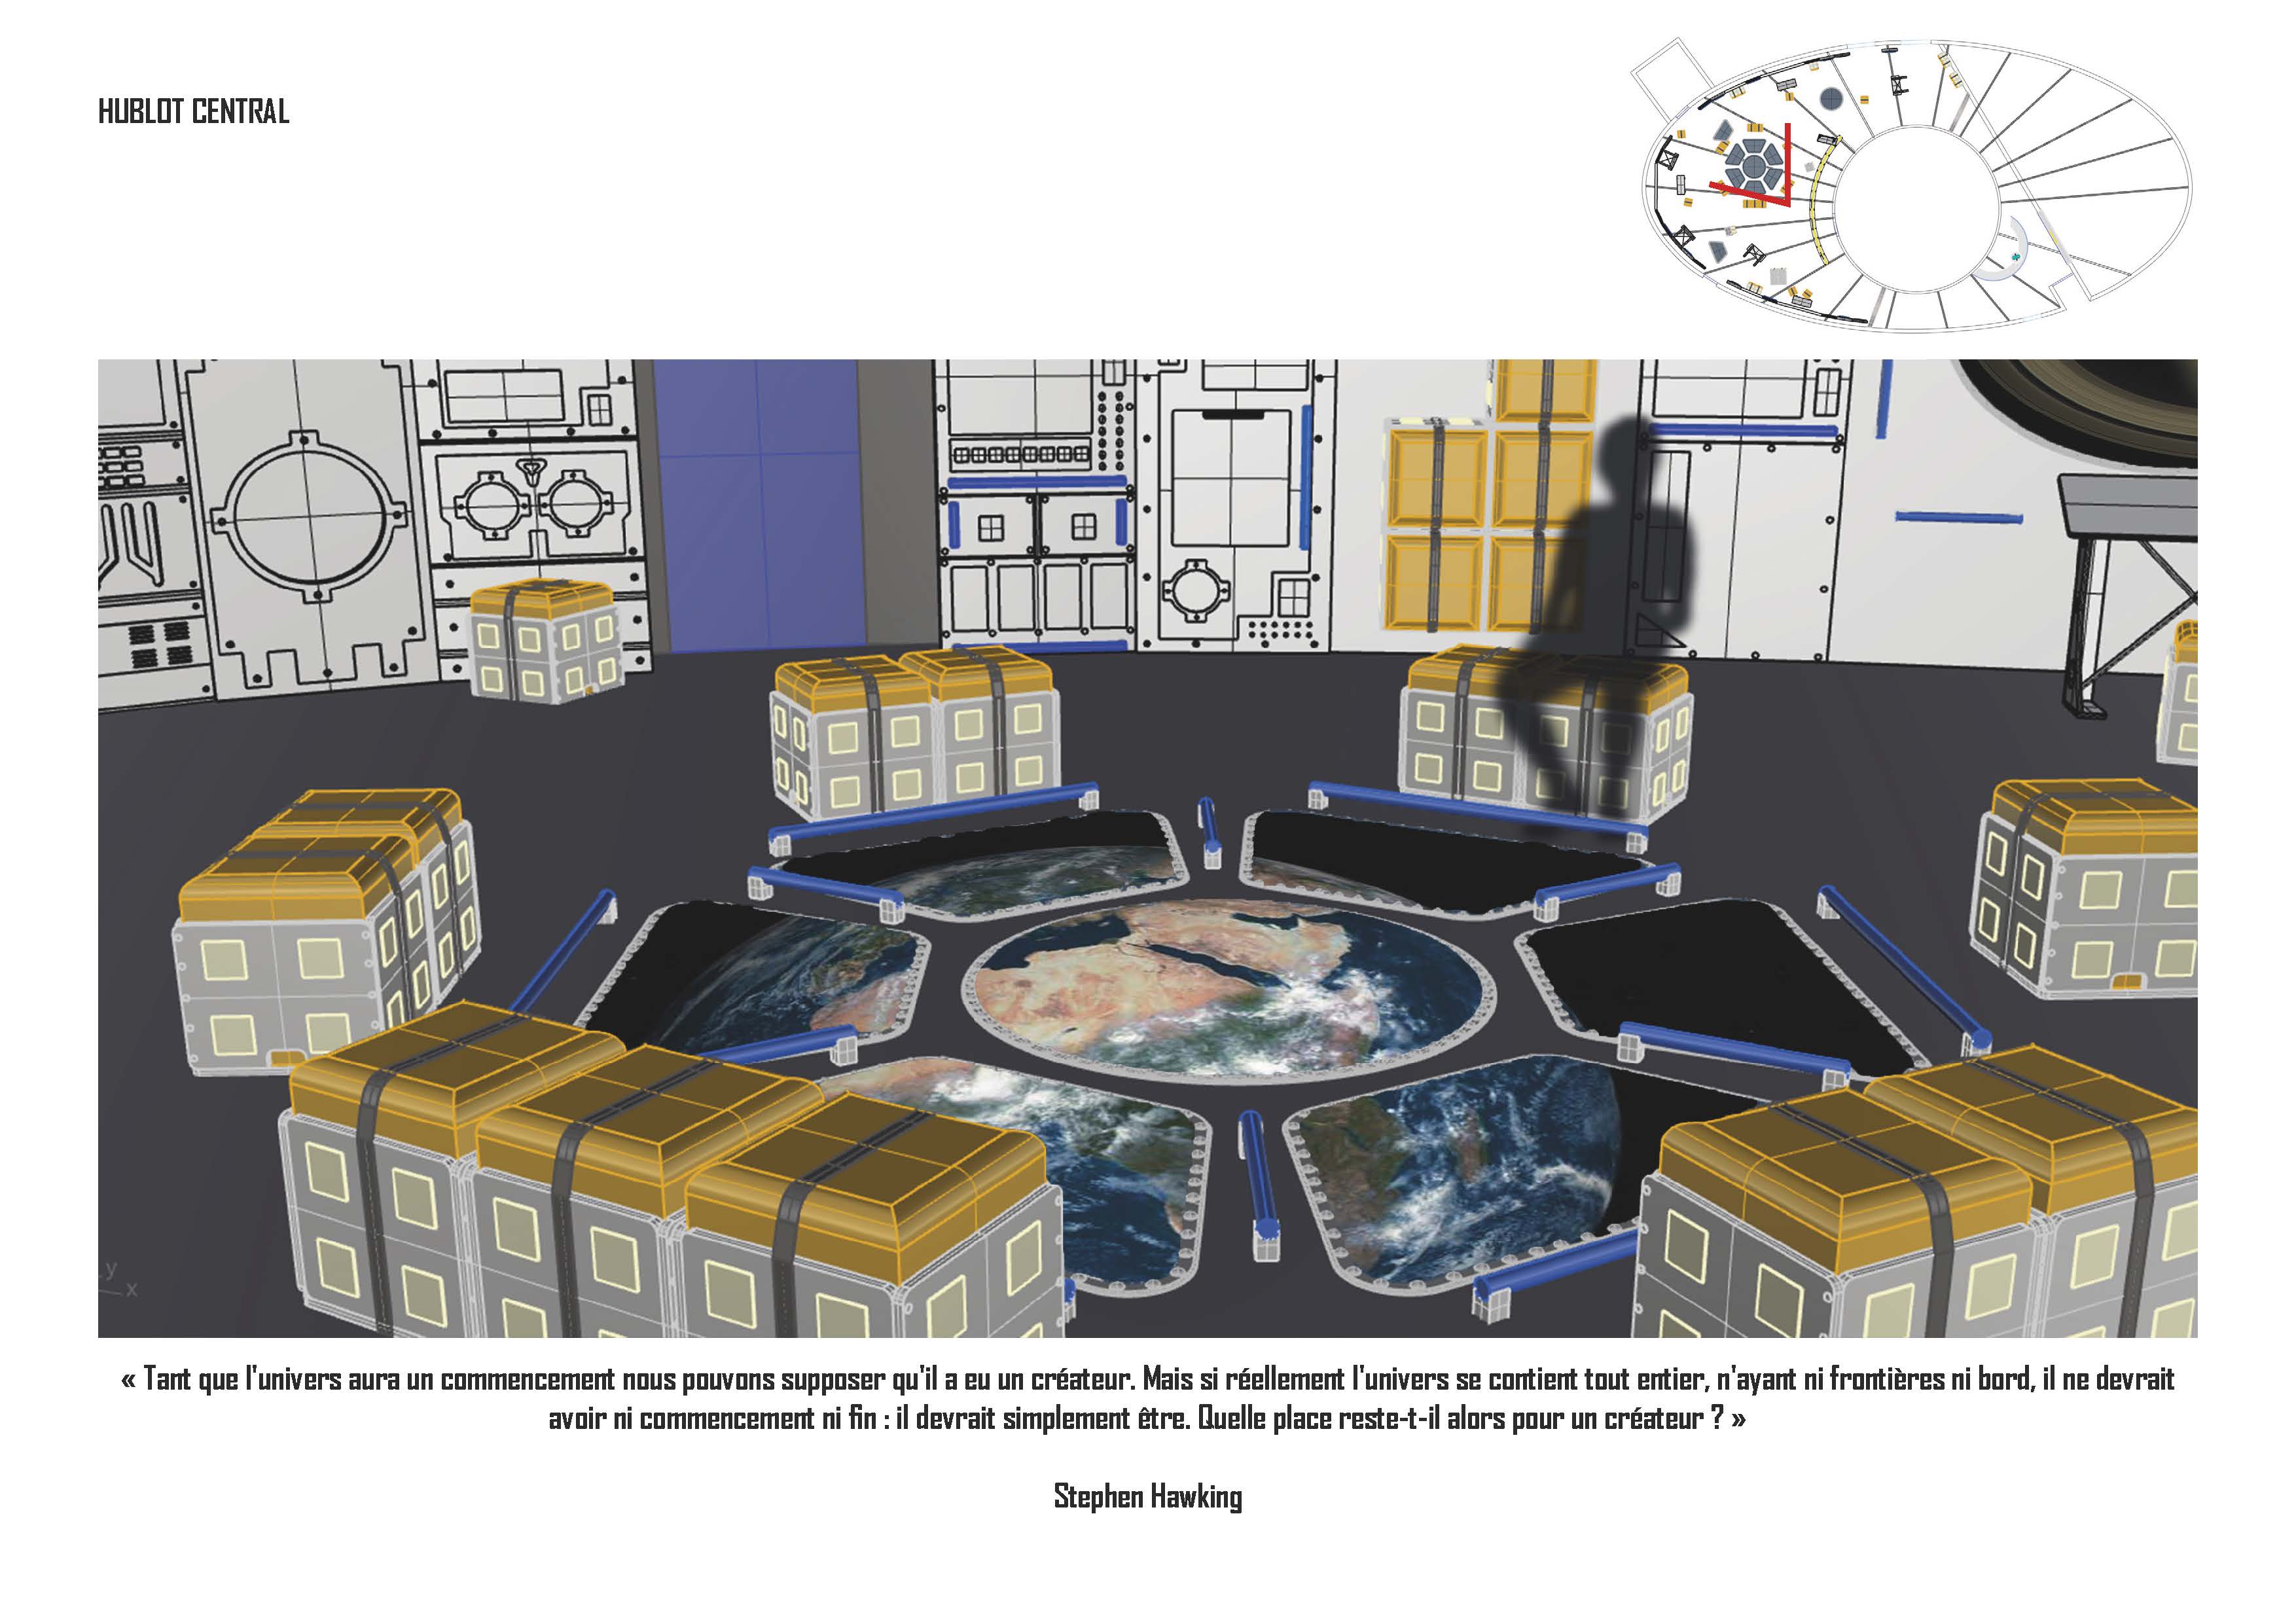 HUBLOT CENTRAL
y
x
« Tant que l'univers aura un commencement nous pouvons supposer qu'il a eu un créateur. Mais si réellement l'univers se contient tout entier, n'ayant ni frontières ni bord, il ne devrait
avoir ni commencement ni fin : il devrait simplement être. Quelle place reste-t-il alors pour un créateur ? »
Stephen Hawking